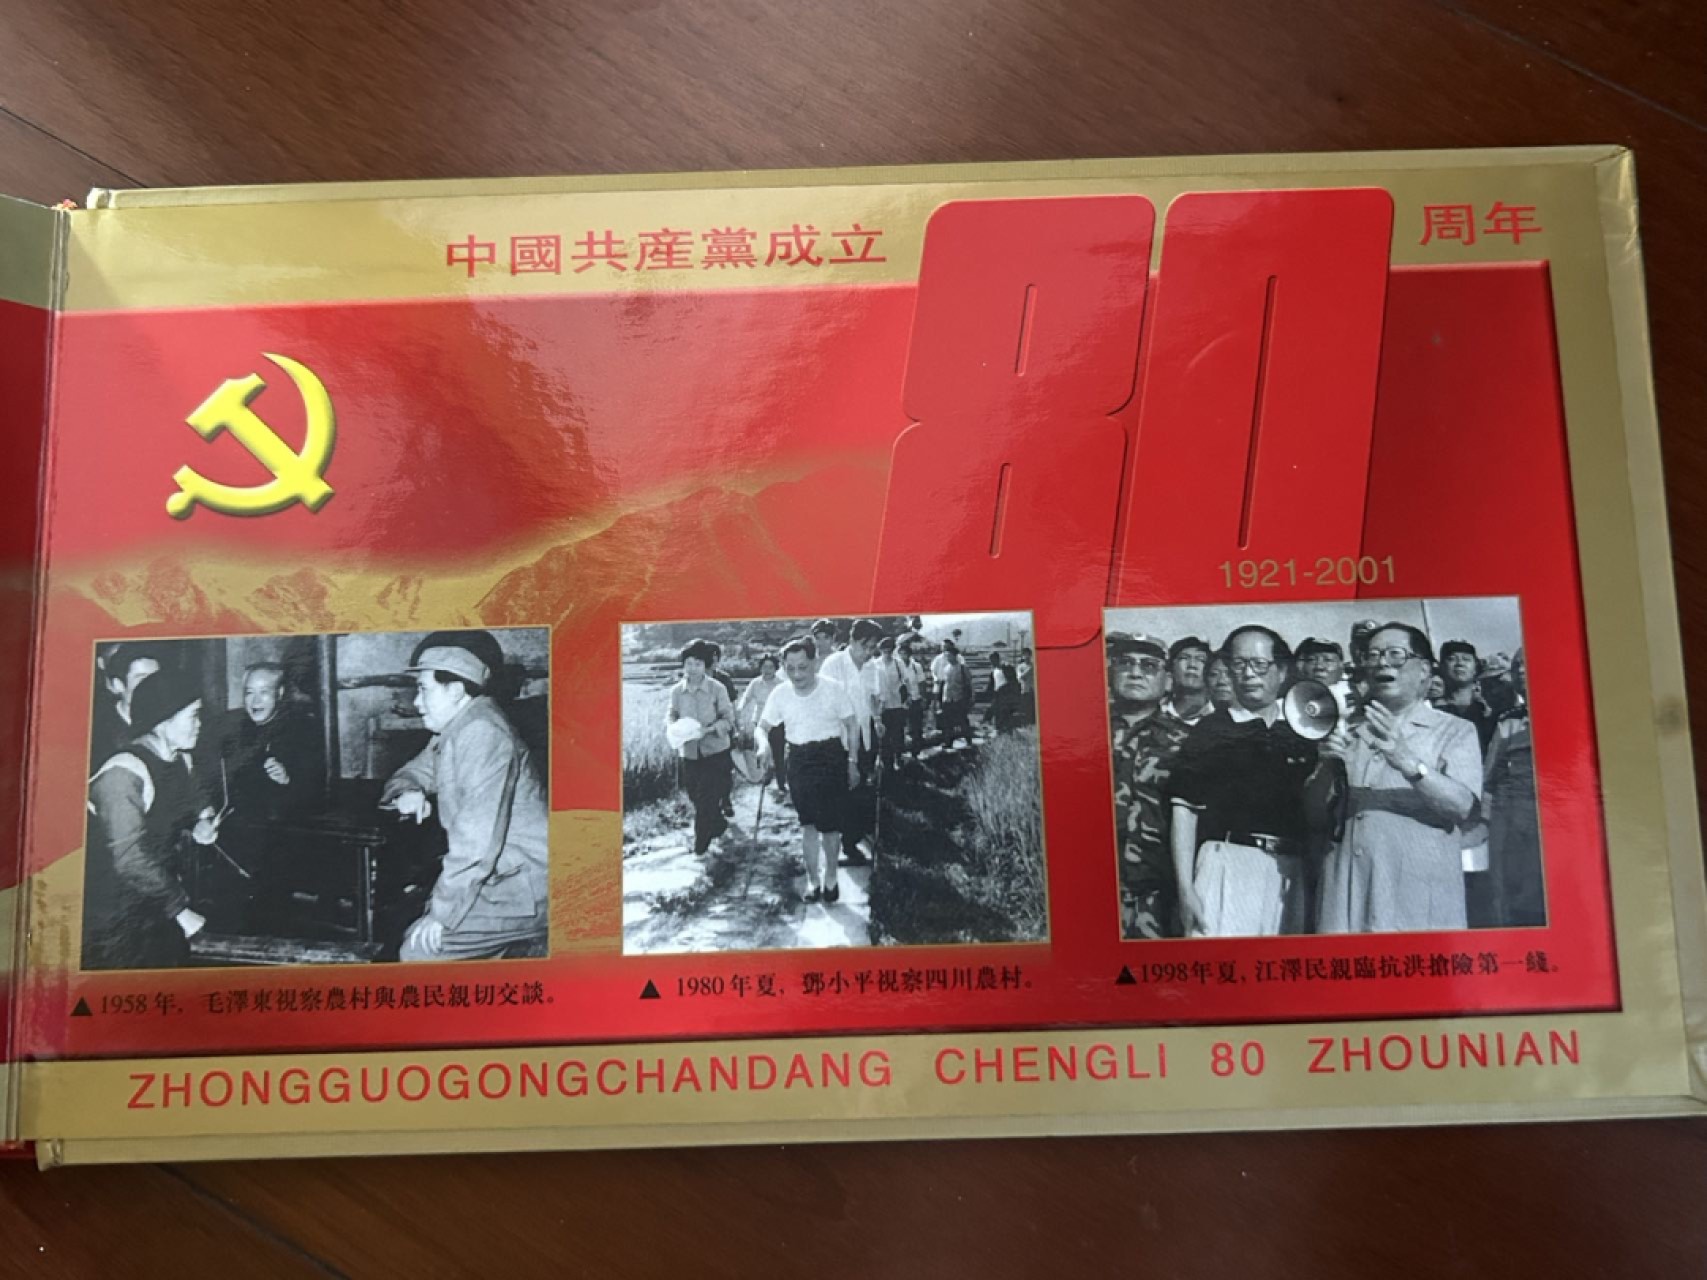 中國共産黨成立80周年
1921-2001
▲1958年，毛澤東視察農村與農民親切交談。
▲1980年夏，鄧小平視察四川農村。
▲1998年夏，江澤民親臨抗洪搶險第一綫。
ZHONGGUOGONGCHANDANG CHENGLI 80 ZHOUNIAN